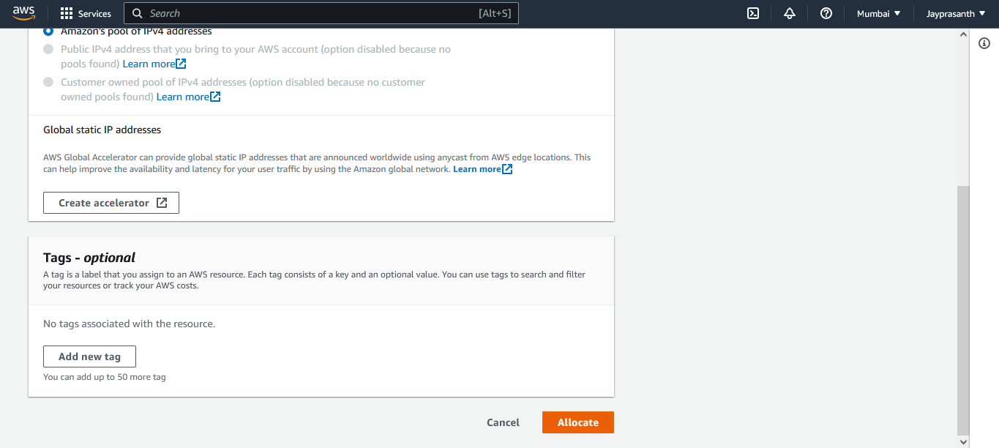 aws
Services
Search
[Alt+S]
Mumbai
Jayprasanth
Amazon's pool of IPv4 addresses
Public IPv4 address that you bring to your AWS account (option disabled because no
pools found) Learn more
Customer owned pool of IPv4 addresses (option disabled because no customer
owned pools found) Learn more
Global static IP addresses
AWS Global Accelerator can provide global static IP addresses that are announced worldwide using anycast from AWS edge locations. This
can help improve the availability and latency for your user traffic by using the Amazon global network. Learn more
Create accelerator
Tags - optional
A tag is a label that you assign to an AWS resource. Each tag consists of a key and an optional value. You can use tags to search and filter
your resources or track your AWS costs.
No tags associated with the resource.
Add new tag
You can add up to 50 more tag
Cancel
Allocate